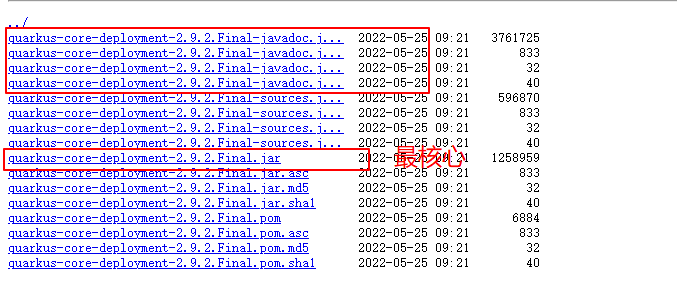 ../
quarkus-core-deployment-2.9.2.Final-javadoc.j... 2022-05-25 09:21 3761725
quarkus-core-deployment-2.9.2.Final-javadoc.j... 2022-05-25 09:21 833
quarkus-core-deployment-2.9.2.Final-javadoc.j... 2022-05-25 09:21 32
quarkus-core-deployment-2.9.2.Final-javadoc.j... 2022-05-25 09:21 40
quarkus-core-deployment-2.9.2.Final-sources.j... 2022-05-25 09:21 596870
quarkus-core-deployment-2.9.2.Final-sources.j... 2022-05-25 09:21 833
quarkus-core-deployment-2.9.2.Final-sources.j... 2022-05-25 09:21 32
quarkus-core-deployment-2.9.2.Final-sources.j... 2022-05-25 09:21 40
quarkus-core-deployment-2.9.2.Final.jar 2022-05-25 09:21 1258959
最核心
quarkus-core-deployment-2.9.2.Final.jar.asc 2022-05-25 09:21 833
quarkus-core-deployment-2.9.2.Final.jar.md5 2022-05-25 09:21 32
quarkus-core-deployment-2.9.2.Final.jar.sha1 2022-05-25 09:21 40
quarkus-core-deployment-2.9.2.Final.pom 2022-05-25 09:21 6884
quarkus-core-deployment-2.9.2.Final.pom.asc 2022-05-25 09:21 833
quarkus-core-deployment-2.9.2.Final.pom.md5 2022-05-25 09:21 32
quarkus-core-deployment-2.9.2.Final.pom.sha1 2022-05-25 09:21 40